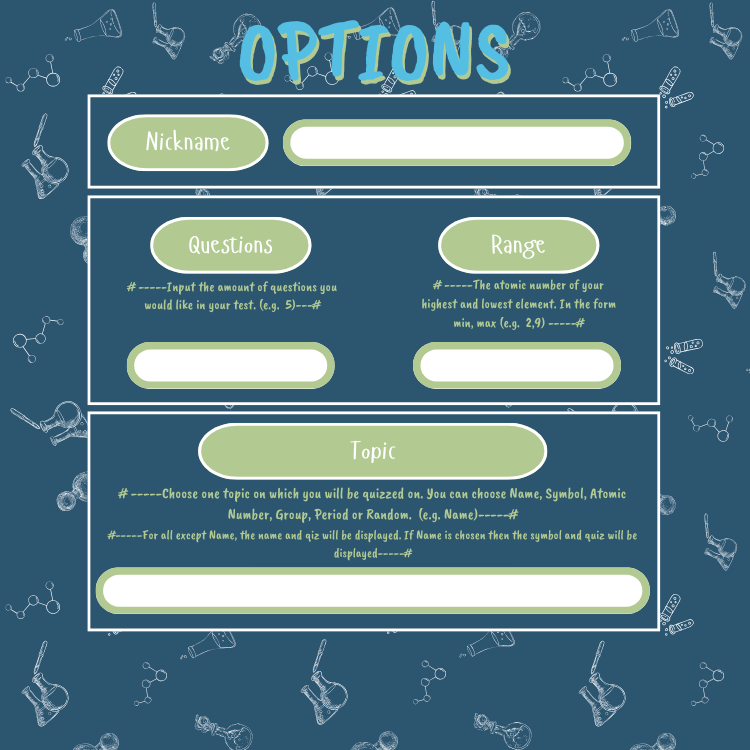 OPTIONS
Nickname
Questions
Range
# -----Input the amount of questions you
would like in your test. (e.g. 5)---#
# -----The atomic number of your
highest and lowest element. In the form
min, max (e.g. 2,9) -----#
Topic
# -----Choose one topic on which you will be quizzed on. You can choose Name, Symbol, Atomic
Number, Group, Period or Random. (e.g. Name)-----#
#-----For all except Name, the name and qiz will be displayed. If Name is chosen then the symbol and quiz will be
displayed-----#